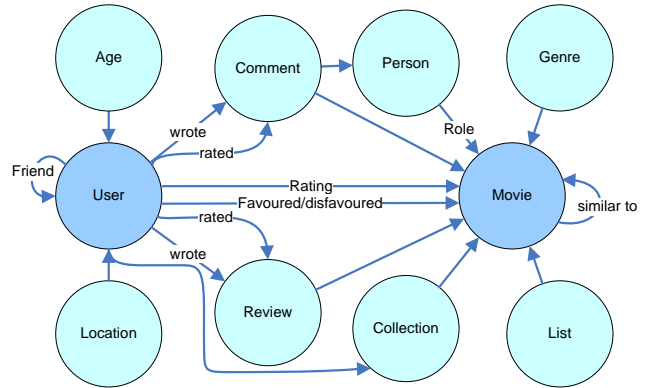 Age
Comment
Person
Genre
wrote
rated
Role
Friend
User
Rating
Favoured/disfavoured
Movie
similar to
rated
wrote
Location
Review
Collection
List